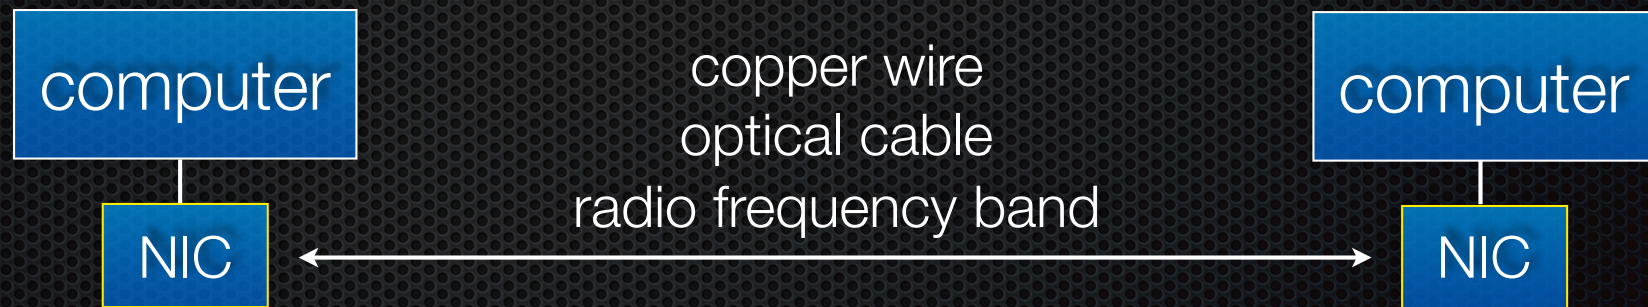 computer
NIC
copper wire
optical cable
radio frequency band
computer
NIC